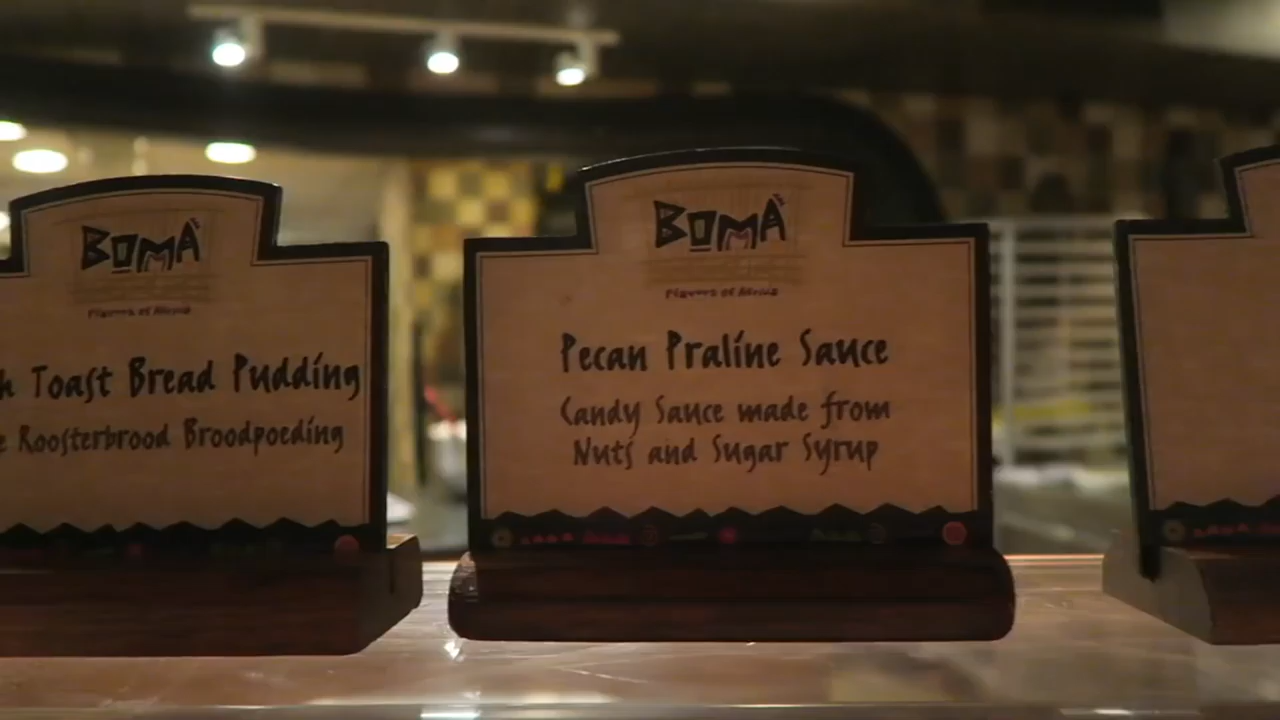 BOMA
Flavors of Africa
h Toast Bread Pudding
e Roosterbrood Broodpoeding
BOMA
Flavors of Africa
Pecan Praline Sauce
Candy Sauce made from
Nuts and Sugar Syrup